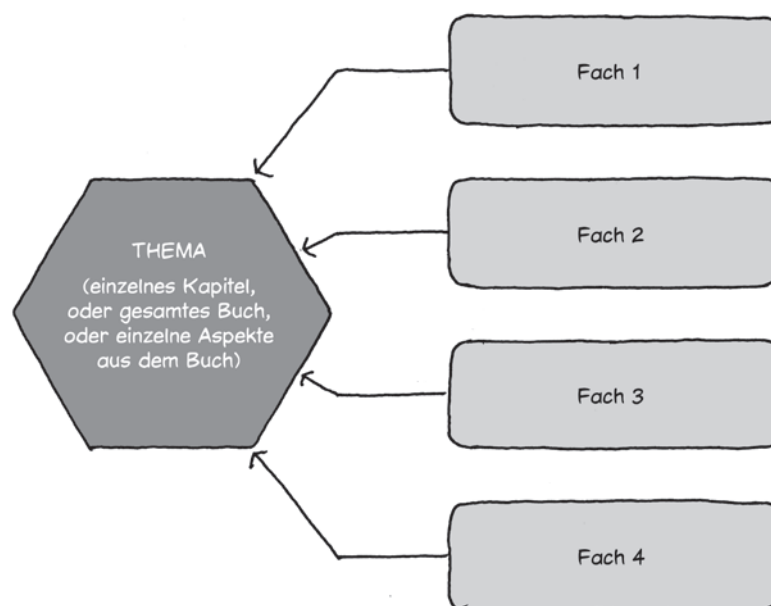 Fach 1
Fach 2
THEMA
(einzelnes Kapitel,
oder gesamtes Buch,
oder einzelne Aspekte
aus dem Buch)
Fach 3
Fach 4